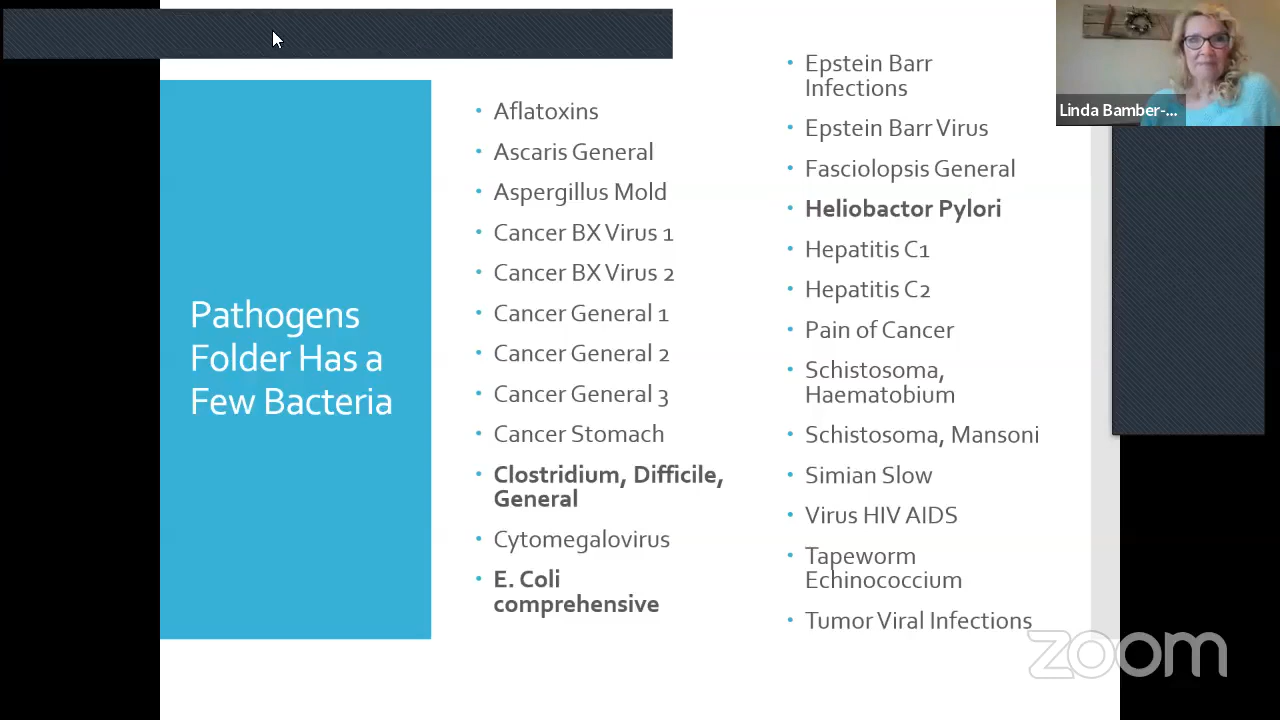 Pathogens
Folder Has a
Few Bacteria
Aflatoxins
Ascaris General
Aspergillus Mold
Cancer BX Virus 1
Cancer BX Virus 2
Cancer General 1
Cancer General 2
Cancer General 3
Cancer Stomach
Clostridium, Difficile,
General
Cytomegalovirus
E. Coli
comprehensive
Epstein Barr
Infections
Epstein Barr Virus
Fasciolopsis General
Heliobactor Pylori
Hepatitis C1
Hepatitis C2
Pain of Cancer
Schistosoma,
Haematobium
Schistosoma, Mansoni
Simian Slow
Virus HIV AIDS
Tapeworm
Echinococcium
Tumor Viral Infections
Linda Bamber-...
zoom